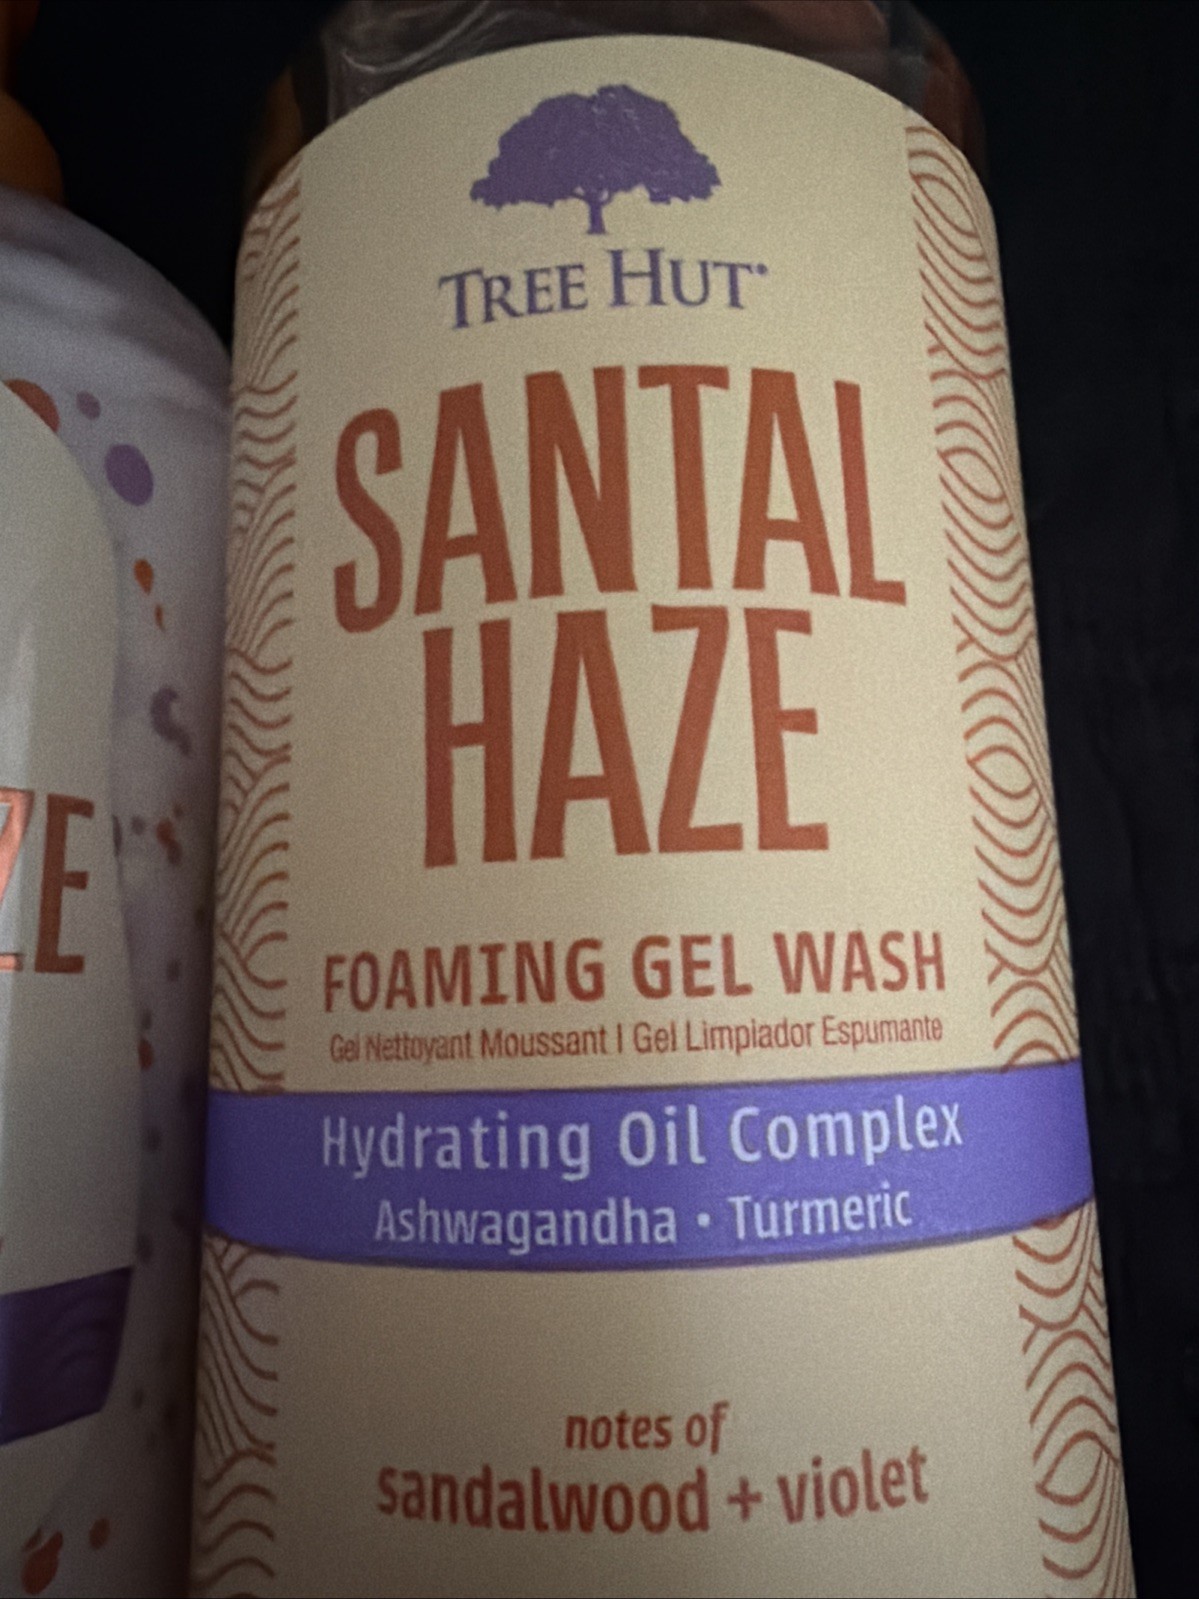 TREE HUT
SANTAL
HAZE
FOAMING GEL WASH
Gel Nettoyant Moussant | Gel Limpiador Espumante
Hydrating Oil Complex
Ashwagandha • Turmeric
notes of
sandalwood + violet
ZE